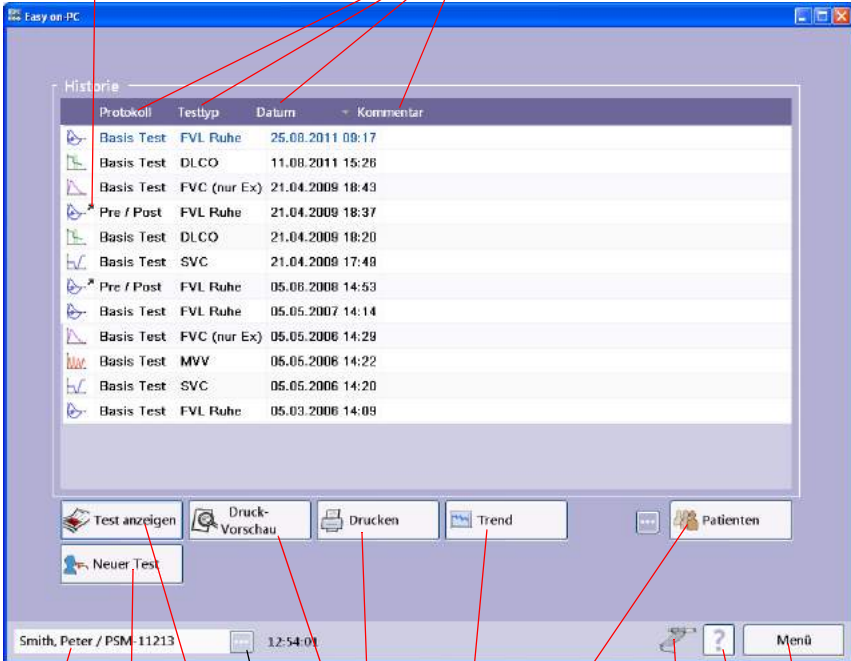 Easy on-PC
Historie
Protokoll Testtyp Datum Kommentar
Basis Test FVL Ruhe 25.08.2011 09:17
Basis Test DLCO 11.08.2011 15:26
Basis Test FVC (nur Ex) 21.04.2009 18:43
Pre / Post FVL Ruhe 21.04.2009 18:37
Basis Test DLCO 21.04.2009 18:20
Basis Test SVC 21.04.2009 17:49
Pre / Post FVL Ruhe 05.06.2008 14:53
Basis Test FVL Ruhe 05.05.2007 14:14
Basis Test FVC (nur Ex) 05.05.2006 14:29
Basis Test MVV 05.05.2006 14:22
Basis Test SVC 05.05.2006 14:20
Basis Test FVL Ruhe 05.03.2006 14:09
Test anzeigen Druck-Vorschau Drucken Trend ... Patienten
Neuer Test
Smith, Peter / PSM-11213 ... 12:54:01 ? Menü